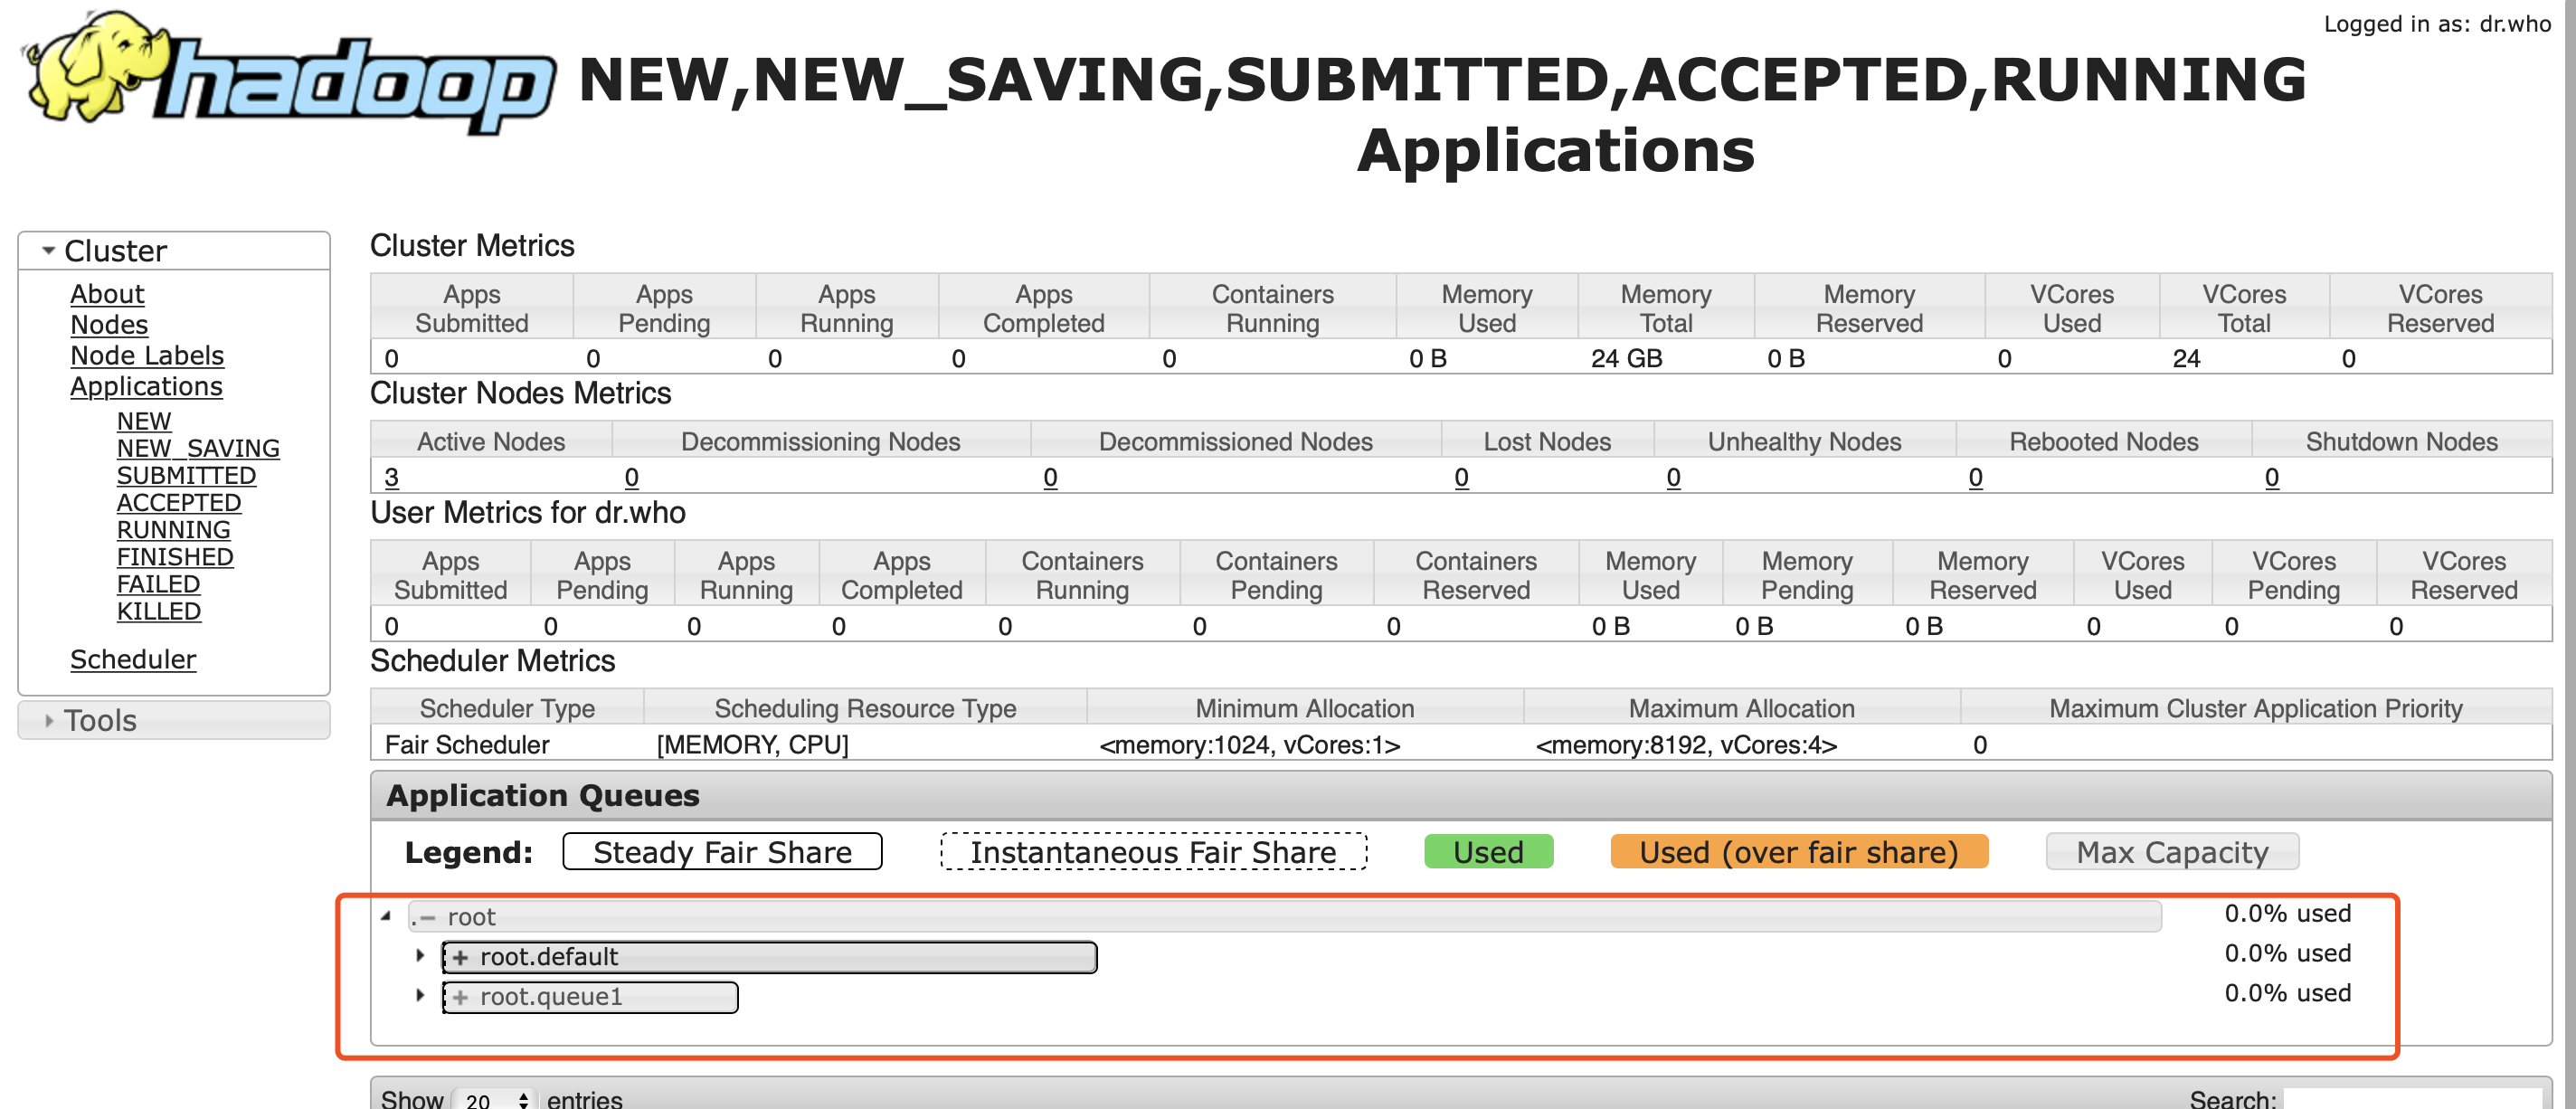 Logged in as: dr.who
hadoop
NEW,NEW_SAVING,SUBMITTED,ACCEPTED,RUNNING
Applications
Cluster
About
Nodes
Node Labels
Applications
NEW
NEW_SAVING
SUBMITTED
ACCEPTED
RUNNING
FINISHED
FAILED
KILLED
Scheduler
Tools
Cluster Metrics
Apps Submitted Apps Pending Apps Running Apps Completed Containers Running Memory Used Memory Total Memory Reserved VCores Used VCores Total VCores Reserved
0 0 0 0 0 0 B 24 GB 0 B 0 24 0
Cluster Nodes Metrics
Active Nodes Decommissioning Nodes Decommissioned Nodes Lost Nodes Unhealthy Nodes Rebooted Nodes Shutdown Nodes
3 0 0 0 0 0 0
User Metrics for dr.who
Apps Submitted Apps Pending Apps Running Apps Completed Containers Running Containers Pending Containers Reserved Memory Used Memory Pending Memory Reserved VCores Used VCores Pending VCores Reserved
0 0 0 0 0 0 0 0 B 0 B 0 B 0 0 0
Scheduler Metrics
Scheduler Type Scheduling Resource Type Minimum Allocation Maximum Allocation Maximum Cluster Application Priority
Fair Scheduler [MEMORY, CPU] <memory:1024, vCores:1> <memory:8192, vCores:4> 0
Application Queues
Legend: Steady Fair Share Instantaneous Fair Share Used Used (over fair share) Max Capacity
.– root 0.0% used
+ root.default 0.0% used
+ root.queue1 0.0% used
Show 20 entries Search: